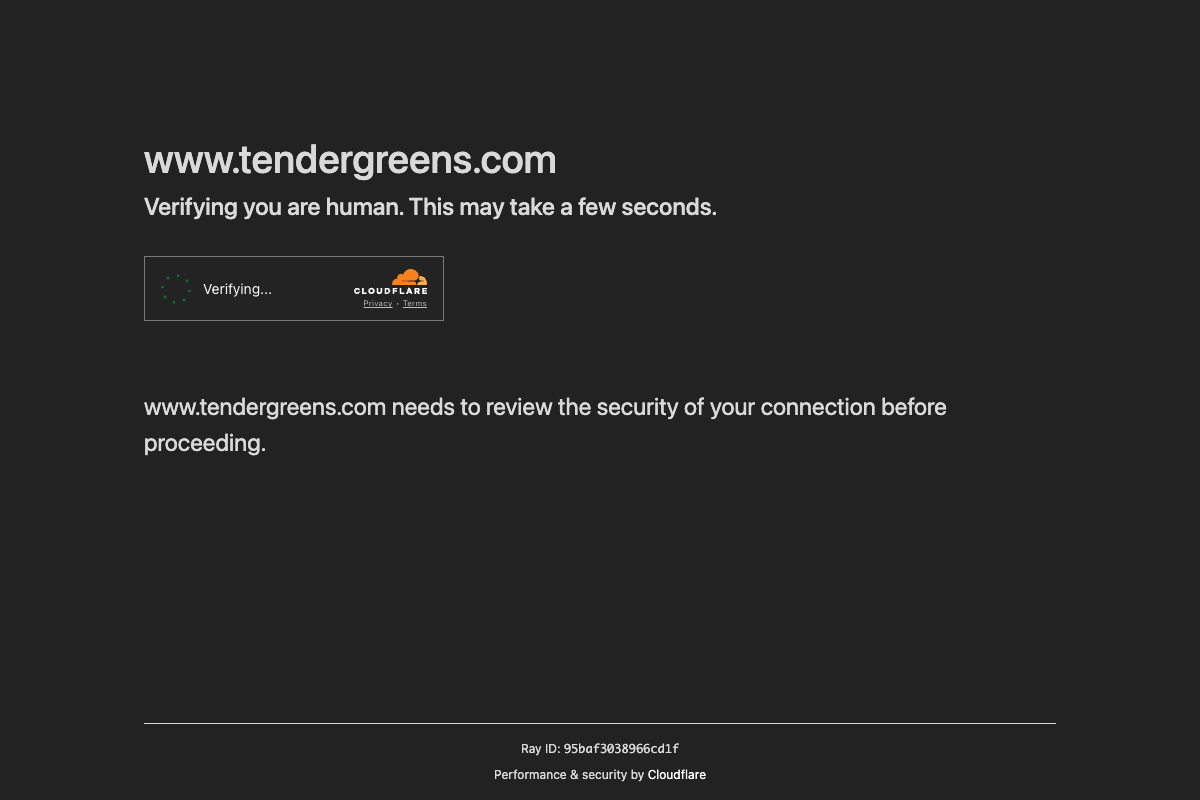 www.tendergreens.com
Verifying you are human. This may take a few seconds.
Verifying...
CLOUDFLARE
Privacy • Terms
www.tendergreens.com needs to review the security of your connection before
proceeding.
Ray ID: 95baf3038966cd1f
Performance & security by Cloudflare